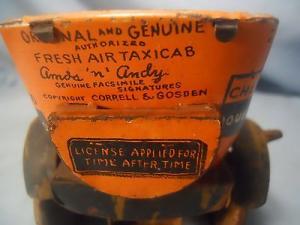 ORIGINAL AND GENUINE
AUTHORIZED
FRESH AIR TAXICAB
Amos 'n' Andy
GENUINE FACSIMILE
SIGNATURES
COPYRIGHT CORRELL & GOSDEN
LICENSE APPLIED FOR
TIME AFTER TIME